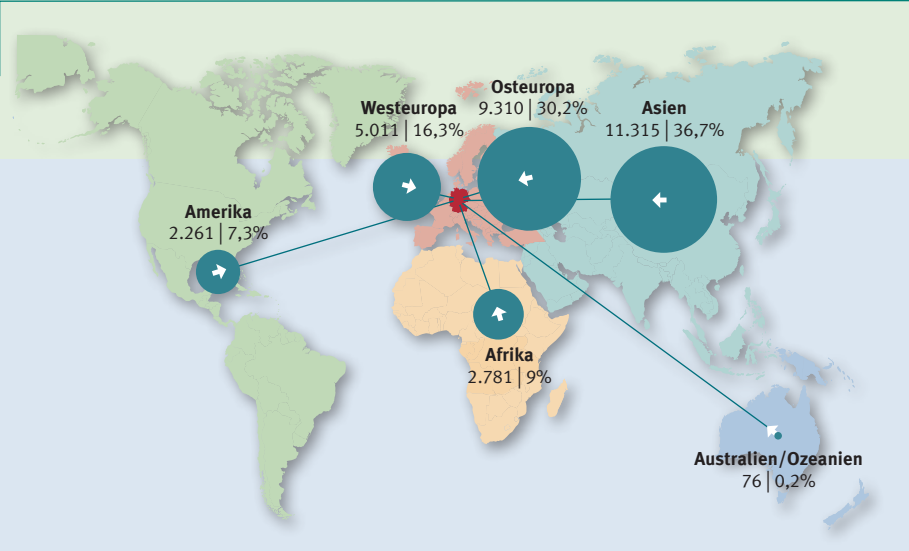 Osteuropa
9.310 | 30,2%
Westeuropa
5.011 | 16,3%
Asien
11.315 | 36,7%
Amerika
2.261 | 7,3%
Afrika
2.781 | 9%
Australien/Ozeanien
76 | 0,2%